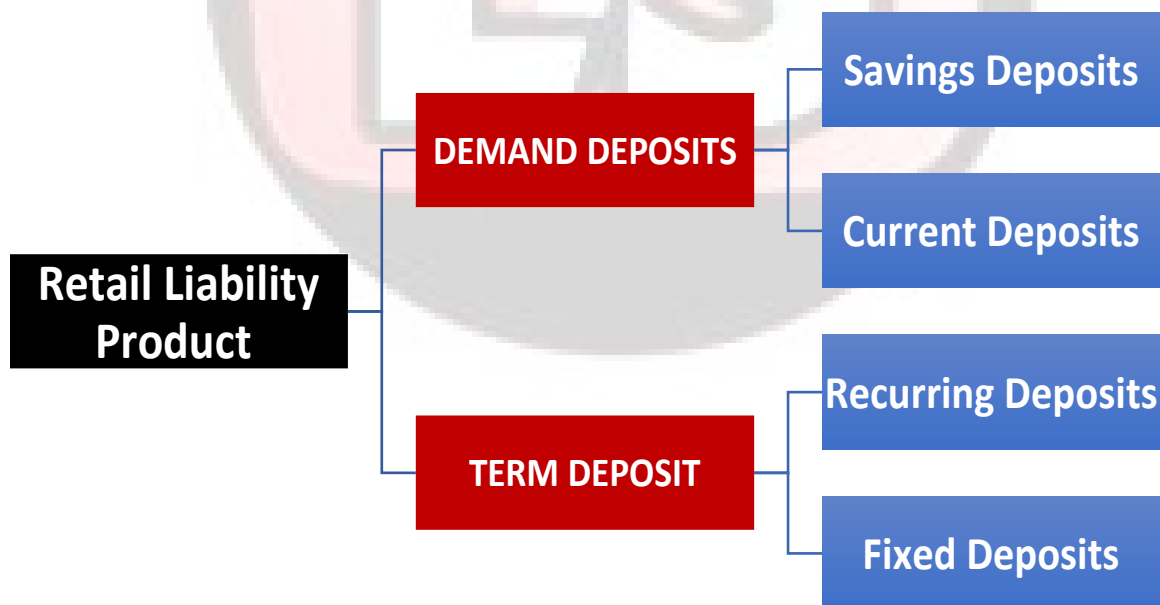 Retail Liability
Product
DEMAND DEPOSITS
Savings Deposits
Current Deposits
TERM DEPOSIT
Recurring Deposits
Fixed Deposits